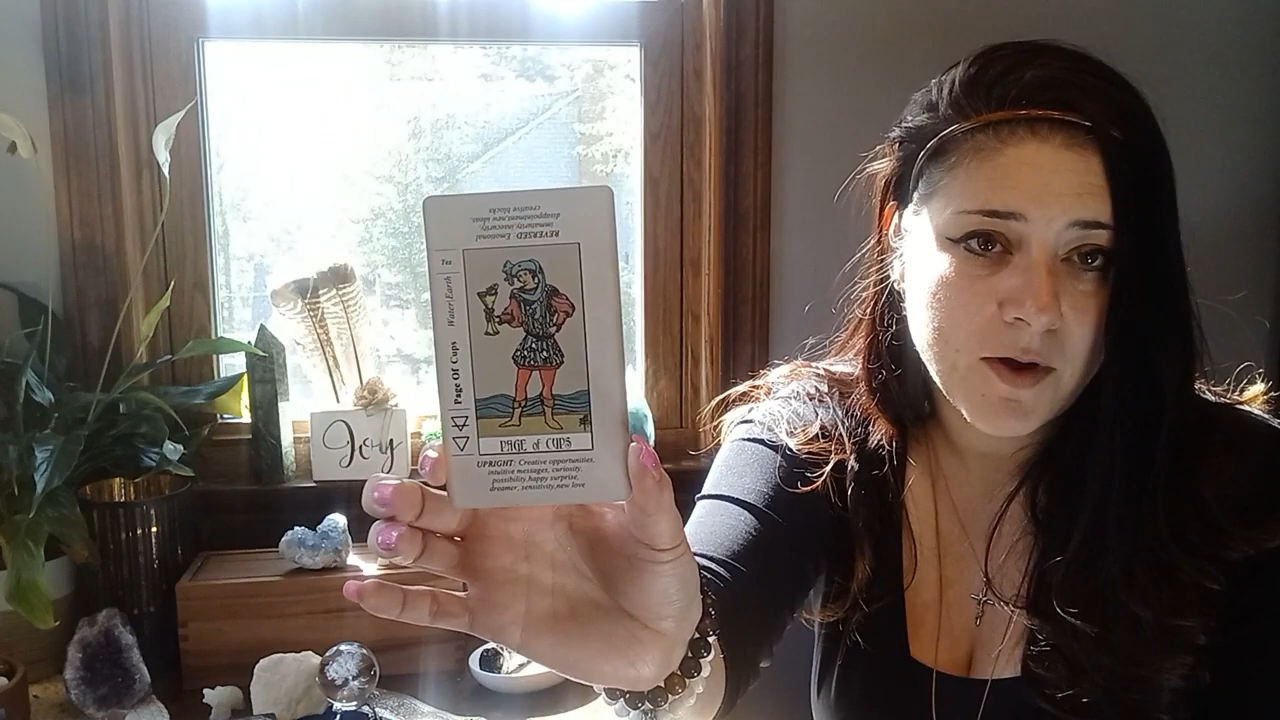 REVERSED: Emotional
immaturity, insecurity,
disappointment,new ideas,
creative blocks
Yes
Water|Earth
Page Of Cups
PAGE of CUPS
UPRIGHT: Creative opportunities,
intuitive messages, curiosity,
possibility,happy surprise,
dreamer, sensitivity,new love
Joy